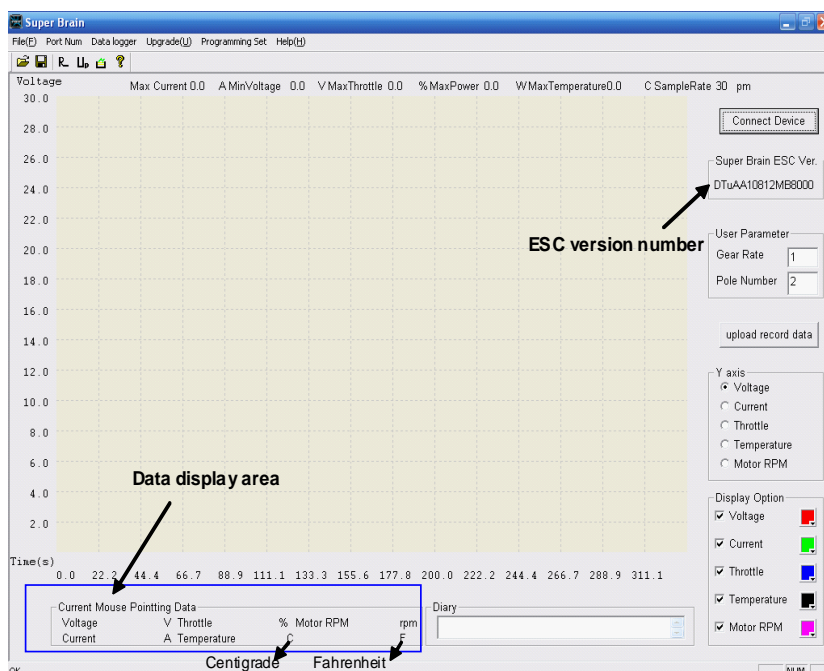 Super Brain
File(F) Port Num Data logger Upgrade(U) Programming Set Help(H)
R_ Up ?
Voltage Max Current 0.0 A MinVoltage 0.0 V MaxThrottle 0.0 % MaxPower 0.0 W MaxTemperature0.0 C SampleRate 30 pm
30.0
28.0
26.0
24.0
22.0
20.0
18.0
16.0
14.0
12.0
10.0
8.0
6.0
4.0
2.0
Time(s)
0.0 22.2 44.4 66.7 88.9 111.1 133.3 155.6 177.8 200.0 222.2 244.4 266.7 288.9 311.1
Connect Device
Super Brain ESC Ver.
DTuAA10812MB8000
ESC version number
User Parameter
Gear Rate 1
Pole Number 2
upload record data
Y axis
Voltage
Current
Throttle
Temperature
Motor RPM
Display Option
Voltage
Current
Throttle
Temperature
Motor RPM
Data display area
Current Mouse Pointting Data
Voltage V Throttle % Motor RPM rpm
Current A Temperature C F
Diary
Centigrade Fahrenheit
OK NUM